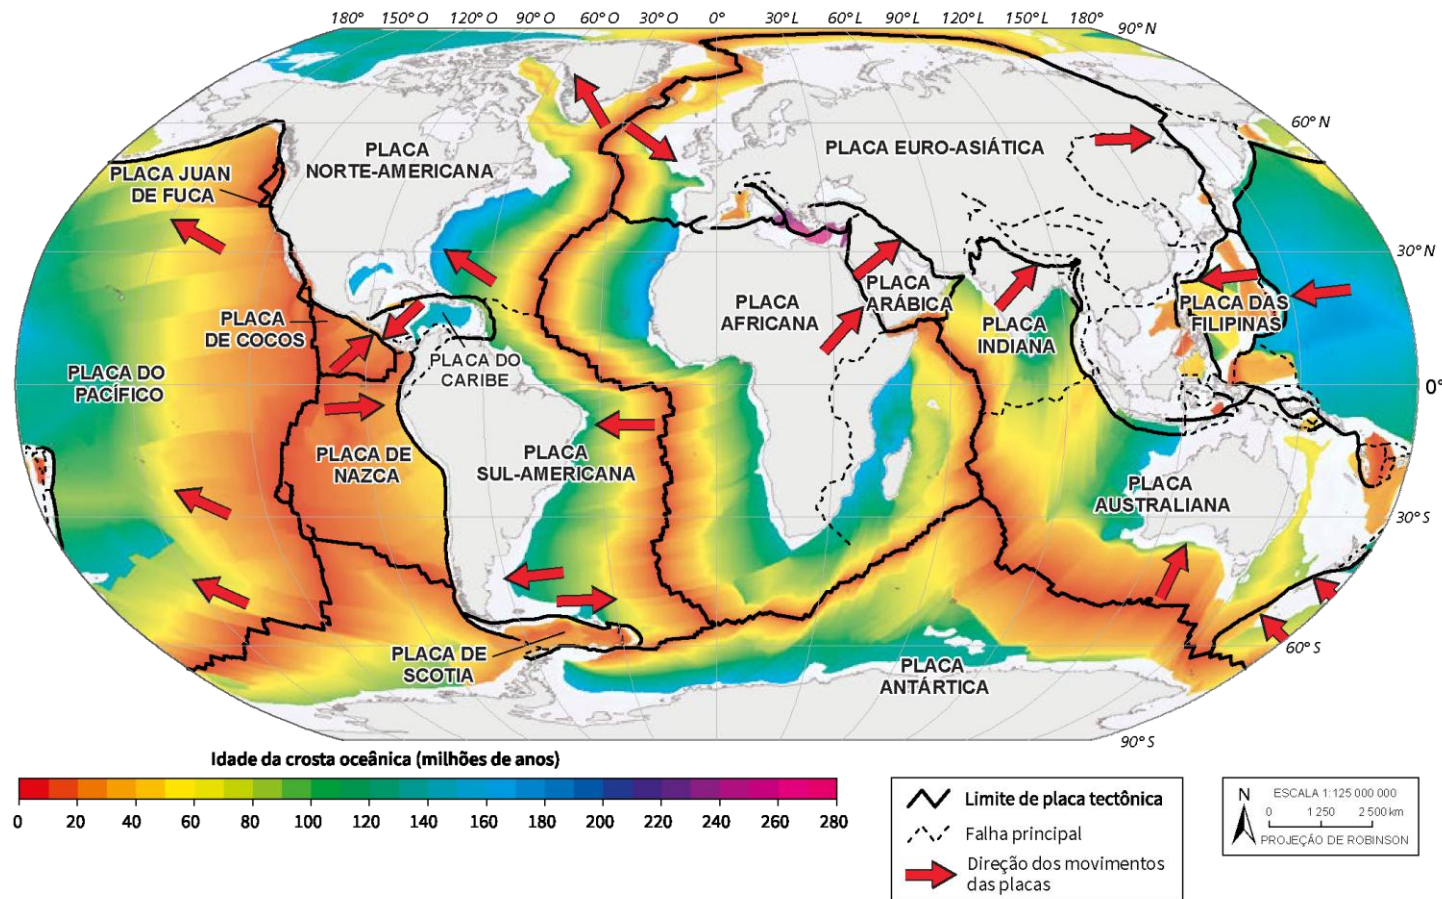 180° 150° O 120° O 90° O 60° O 30° O 0° 30° L 60° L 90° L 120° L 150° L 180°
90° N
60° N
30° N
0°
30° S
60° S
90° S
PLACA
NORTE-AMERICANA
PLACA EURO-ASIÁTICA
PLACA JUAN
DE FUCA
PLACA
DE COCOS
PLACA DO
CARIBE
PLACA
AFRICANA
PLACA
ARÁBICA
PLACA
INDIANA
PLACA DAS
FILIPINAS
PLACA DO
PACÍFICO
PLACA DE
NAZCA
PLACA
SUL-AMERICANA
PLACA
AUSTRALIANA
PLACA DE
SCOTIA
PLACA
ANTÁRTICA
Idade da crosta oceânica (milhões de anos)
0 20 40 60 80 100 120 140 160 180 200 220 240 260 280
Limite de placa tectônica
Falha principal
Direção dos movimentos
das placas
N
ESCALA 1:125 000 000
0 1 250 2 500 km
PROJEÇÃO DE ROBINSON